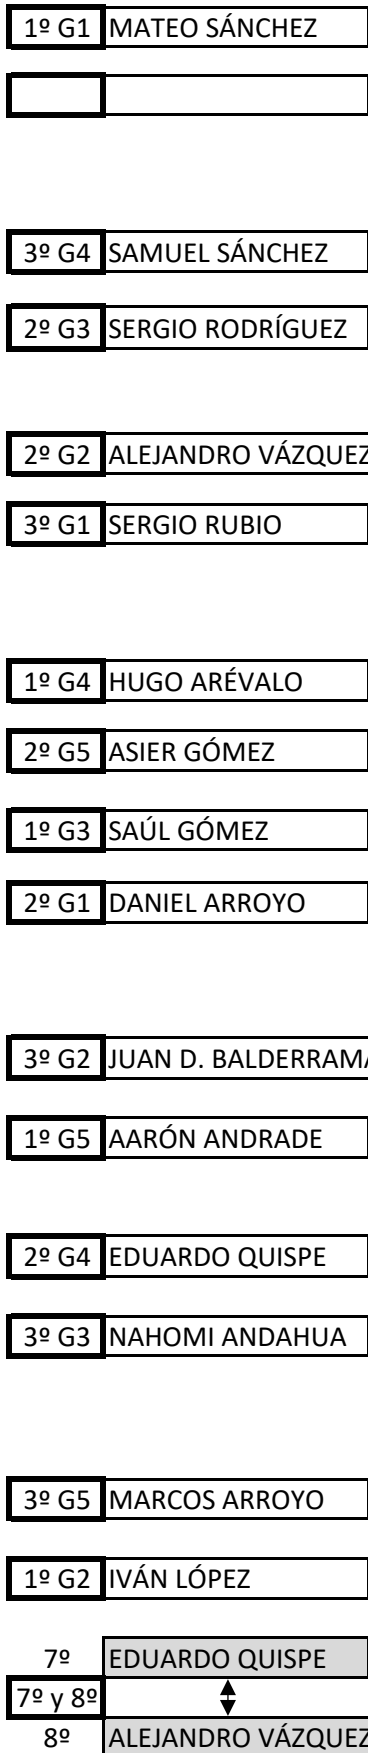 1º G1 MATEO SÁNCHEZ
3º G4 SAMUEL SÁNCHEZ
2º G3 SERGIO RODRÍGUEZ
2º G2 ALEJANDRO VÁZQUEZ
3º G1 SERGIO RUBIO
1º G4 HUGO ARÉVALO
2º G5 ASIER GÓMEZ
1º G3 SAÚL GÓMEZ
2º G1 DANIEL ARROYO
3º G2 JUAN D. BALDERRAMA
1º G5 AARÓN ANDRADE
2º G4 EDUARDO QUISPE
3º G3 NAHOMI ANDAHUA
3º G5 MARCOS ARROYO
1º G2 IVÁN LÓPEZ
7º EDUARDO QUISPE
7º y 8º
8º ALEJANDRO VÁZQUEZ